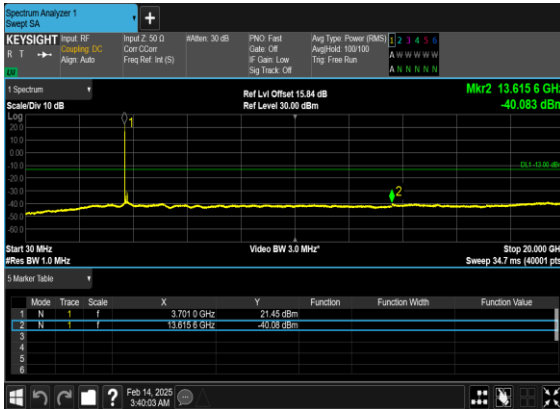 Spectrum Analyzer 1
Swept SA
+
KEYSIGHT Input: RF Input Z: 50 Ω #Atten: 30 dB PNO: Fast Avg Type: Power (RMS) 1 2 3 4 5 6
R T Coupling: DC Corr CCorr Gate: Off Avg|Hold: 100/100 A W W W W W
Align: Auto Freq Ref: Int (S) IF Gain: Low Trig: Free Run
Sig Track: Off A N N N N N
LXI
1 Spectrum Ref Lvl Offset 15.84 dB Mkr2 13.615 6 GHz
Scale/Div 10 dB Ref Level 30.00 dBm -40.083 dBm
Log
20.0
10.0
0.00
-10.0
-20.0
-30.0
-40.0
-50.0
-60.0
1
DL1 -13.00 dBm
2
Start 30 MHz Video BW 3.0 MHz* Stop 20.000 GHz
#Res BW 1.0 MHz Sweep 34.7 ms (40001 pts)
5 Marker Table
Mode Trace Scale X Y Function Function Width Function Value
1 N 1 f 3.701 0 GHz 21.45 dBm
2 N 1 f 13.615 6 GHz -40.08 dBm
3
4
5
6
? Feb 14, 2025
3:40:03 AM